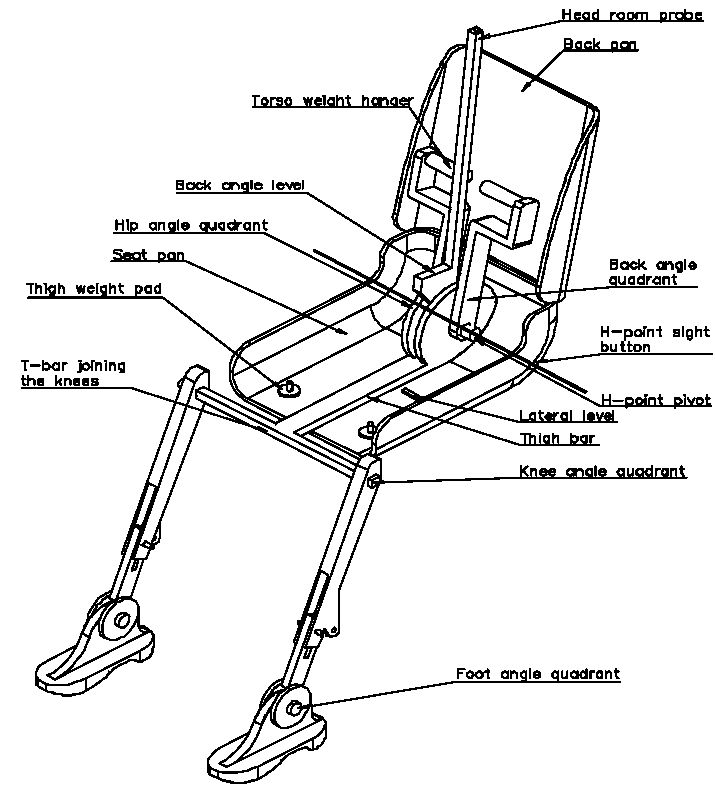 Head room probe
Back pan
Torso weight hanger
Back angle level
Hip angle quadrant
Seat pan
Thigh weight pad
Back angle
quadrant
H-point sight
button
T-bar joining
the knees
H-point pivot
Lateral level
Thigh bar
Knee angle quadrant
Foot angle quadrant